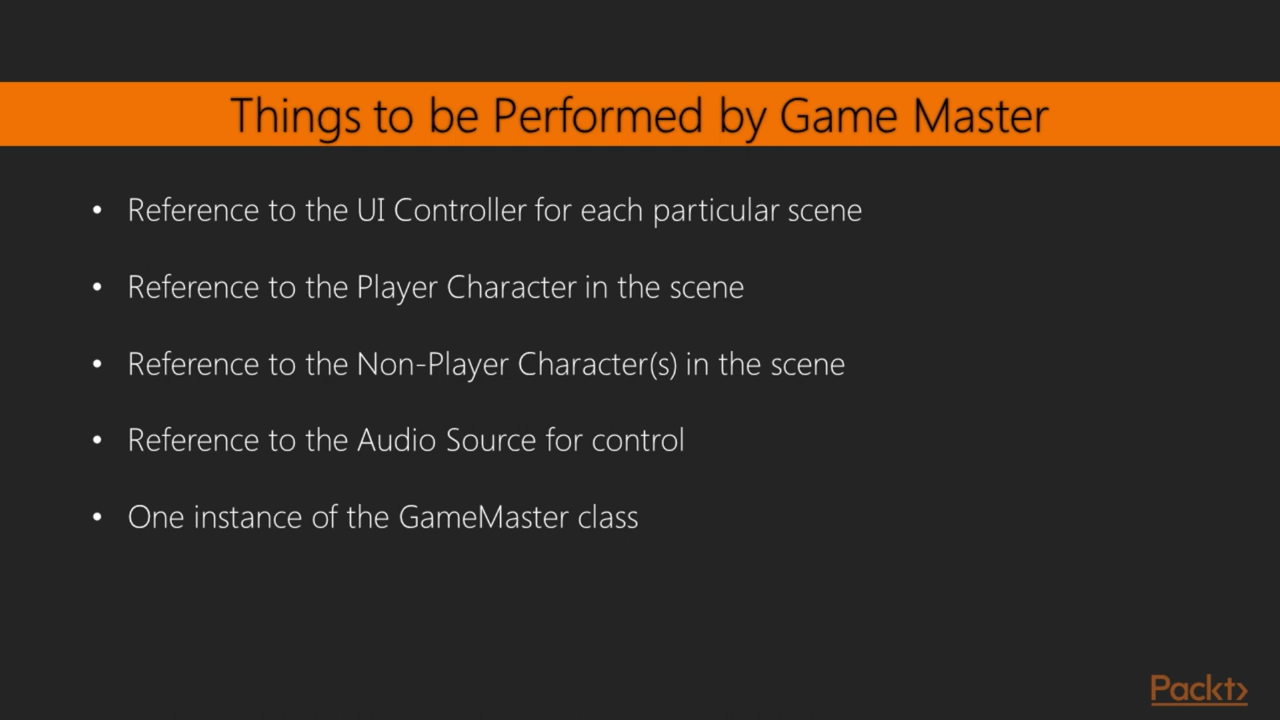 Things to be Performed by Game Master
• Reference to the UI Controller for each particular scene
• Reference to the Player Character in the scene
• Reference to the Non-Player Character(s) in the scene
• Reference to the Audio Source for control
• One instance of the GameMaster class
Packt>